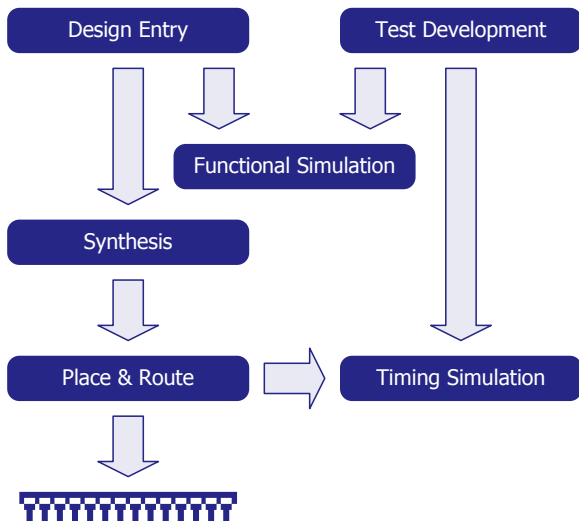 Design Entry
Test Development
Functional Simulation
Synthesis
Place & Route
Timing Simulation